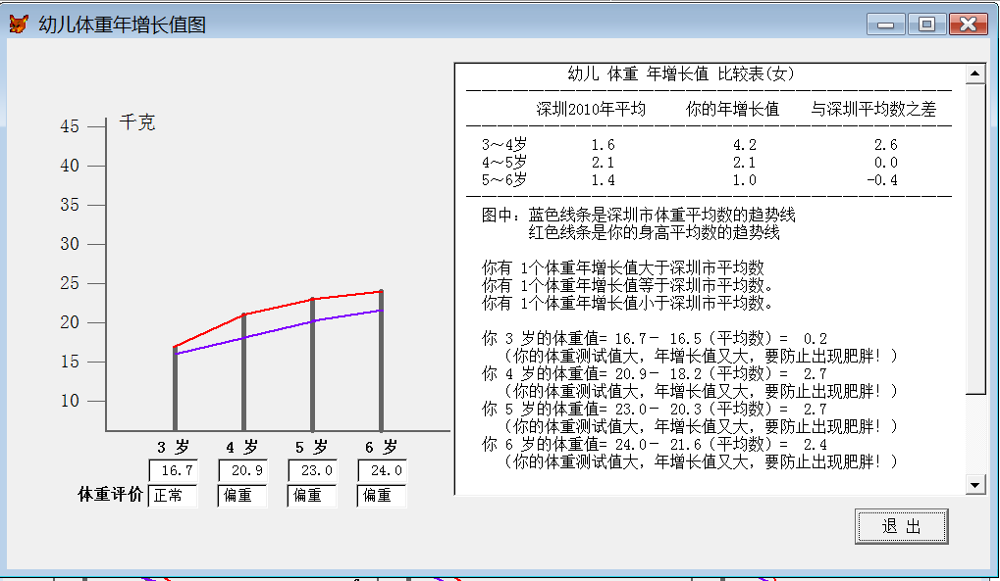 幼儿体重年增长值图
千克
45
40
35
30
25
20
15
10
3 岁 4 岁 5 岁 6 岁
16.7 20.9 23.0 24.0
体重评价 正常 偏重 偏重 偏重
幼儿 体重 年增长值 比较表(女)
深圳2010年平均 你的年增长值 与深圳平均数之差
3～4岁 1.6 4.2 2.6
4～5岁 2.1 2.1 0.0
5～6岁 1.4 1.0 -0.4
图中: 蓝色线条是深圳市体重平均数的趋势线
红色线条是你的身高平均数的趋势线
你有 1个体重年增长值大于深圳市平均数
你有 1个体重年增长值等于深圳市平均数。
你有 1个体重年增长值小于深圳市平均数。
你 3 岁的体重值= 16.7－ 16.5（平均数）＝ 0.2
（你的体重测试值大，年增长值又大，要防止出现肥胖！）
你 4 岁的体重值= 20.9－ 18.2（平均数）＝ 2.7
（你的体重测试值大，年增长值又大，要防止出现肥胖！）
你 5 岁的体重值= 23.0－ 20.3（平均数）＝ 2.7
（你的体重测试值大，年增长值又大，要防止出现肥胖！）
你 6 岁的体重值= 24.0－ 21.6（平均数）＝ 2.4
（你的体重测试值大，年增长值又大，要防止出现肥胖！）
退 出